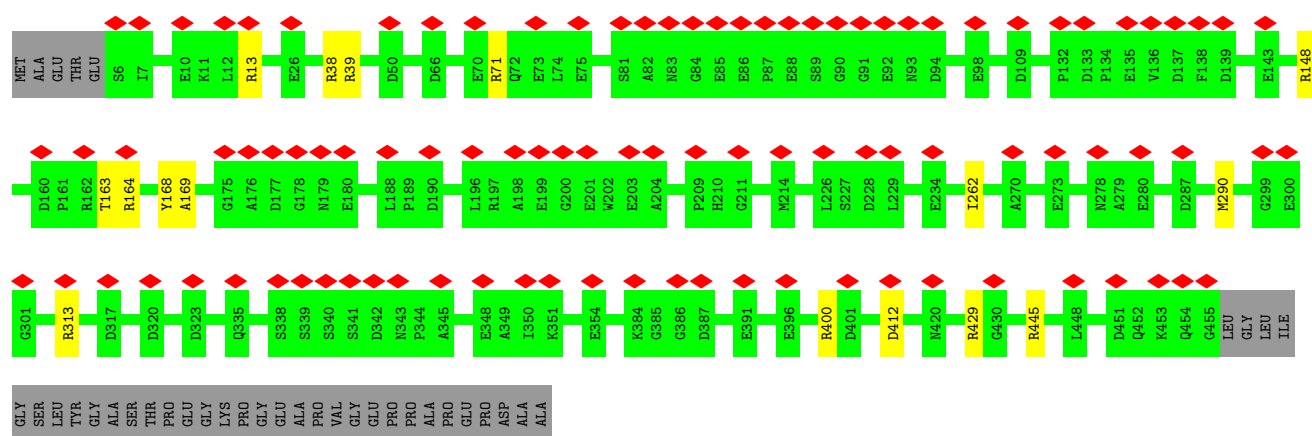 MET ALA GLU THR GLU S6 I7 E10 K11 L12 R13 E26 R38 R39 D50 D66 E70 R71 Q72 E73 L74 E75 S81 A82 N83 G84 E85 E86 P87 D88 S89 G90 G91 E92 N93 D94 E98 D109 P132 D133 P134 E135 V136 D137 F138 D139 E143 R148
D160 P161 R162 T163 R164 Y168 A169 G175 A176 D177 G178 N179 E180 L188 P189 D190 L196 R197 A198 E199 G200 E201 W202 E203 A204 P209 H210 G211 M214 L226 S227 D228 L229 E234 I262 A270 E273 N278 A279 E280 D287 M290 G299 E300
G301 R313 D317 D320 D323 Q335 S338 S339 S340 S341 D342 N343 P344 A345 E348 A349 I350 K351 E354 K384 G385 G386 D387 E391 E396 R400 D401 D412 N420 R429 G430 R445 L448 D451 Q452 K453 Q454 G455 LEU GLY LEU ILE
GLY SER LEU TYR GLY ALA SER THR PRO GLU GLY LYS PRO GLY GLU ALA PRO VAL GLY GLU PRO PRO ALA PRO GLU PRO ASP ALA ALA